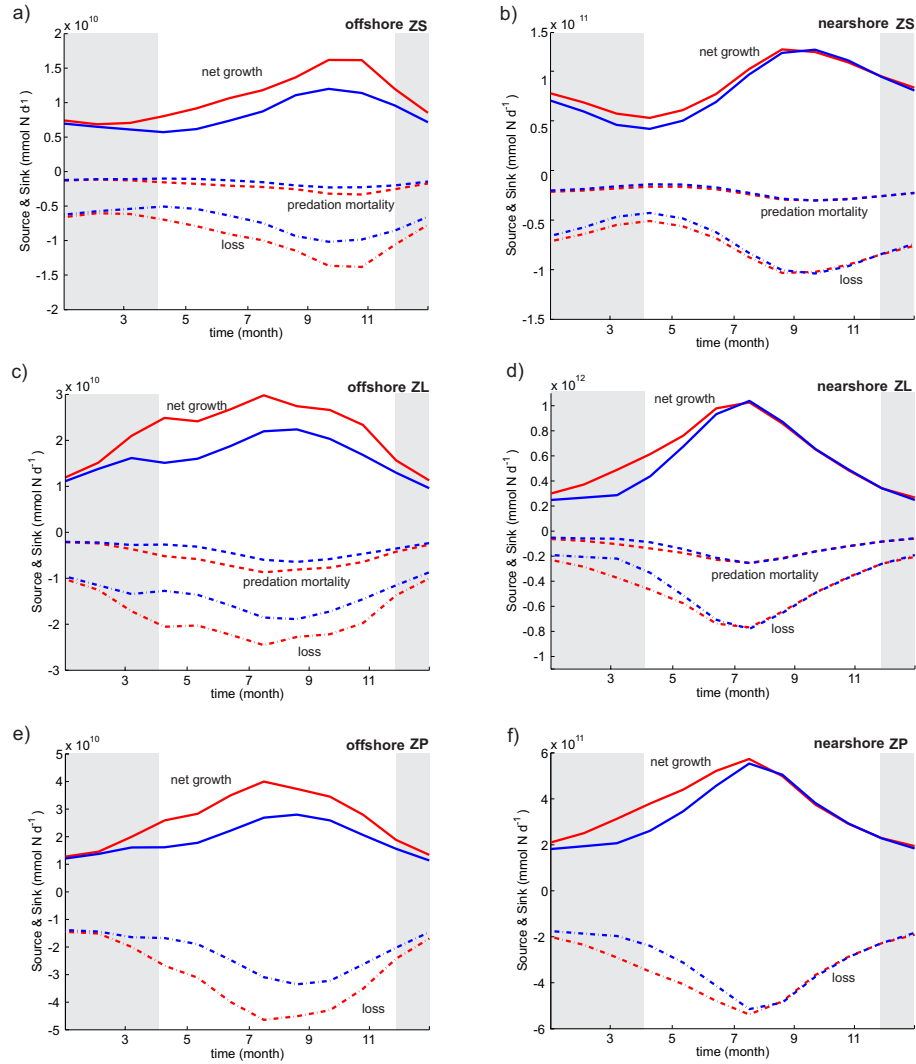 a)
x 10^10
offshore ZS
2
1.5
1
0.5
0
-0.5
-1
-1.5
-2
Source & Sink (mmol N d-1 )
net growth
predation mortality
loss
3
5
7
9
11
time (month)
b)
x 10^11
nearshore ZS
1.5
1
0.5
0
-0.5
-1
-1.5
Source & Sink (mmol N d^-1 )
net growth
predation mortality
loss
3
5
7
9
11
time (month)
c)
x 10^10
offshore ZL
3
2
1
0
-1
-2
-3
Source & Sink (mmol N d^-1 )
net growth
predation mortality
loss
3
5
7
9
11
time (month)
d)
x 10^12
nearshore ZL
1
0.8
0.6
0.4
0.2
0
-0.2
-0.4
-0.6
-0.8
-1
Source & Sink (mmol N d^-1 )
net growth
predation mortality
loss
3
5
7
9
11
time (month)
e)
x 10^10
offshore ZP
5
4
3
2
1
0
-1
-2
-3
-4
-5
Source & Sink (mmol N d^-1 )
net growth
loss
3
5
7
9
11
time (month)
f)
x 10^11
nearshore ZP
6
4
2
0
-2
-4
-6
Source & Sink (mmol N d^-1 )
net growth
loss
3
5
7
9
11
time (month)